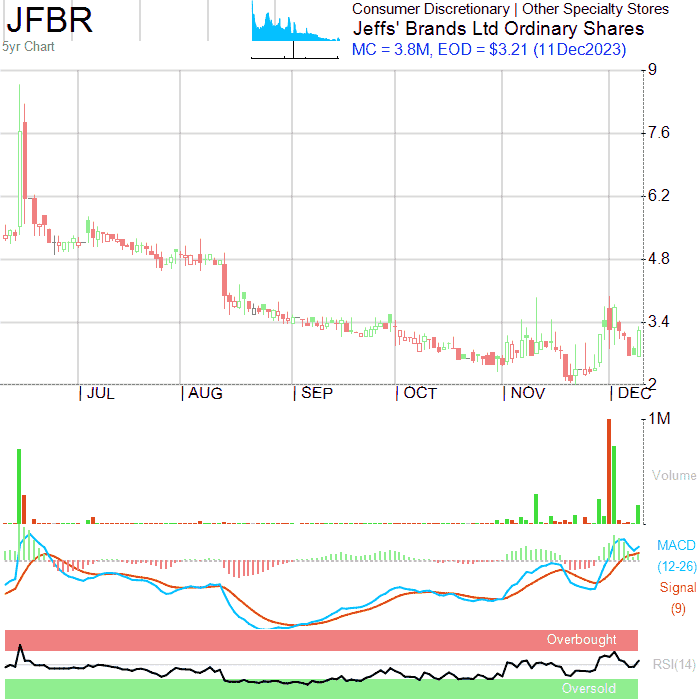 JFBR
5yr Chart
Consumer Discretionary | Other Specialty Stores
Jeffs' Brands Ltd Ordinary Shares
MC = 3.8M, EOD = $3.21 (11Dec2023)
9
7.6
6.2
4.8
3.4
2
JUL AUG SEP OCT NOV DEC
1M
Volume
MACD
(12-26)
Signal
(9)
Overbought
RSI(14)
Oversold